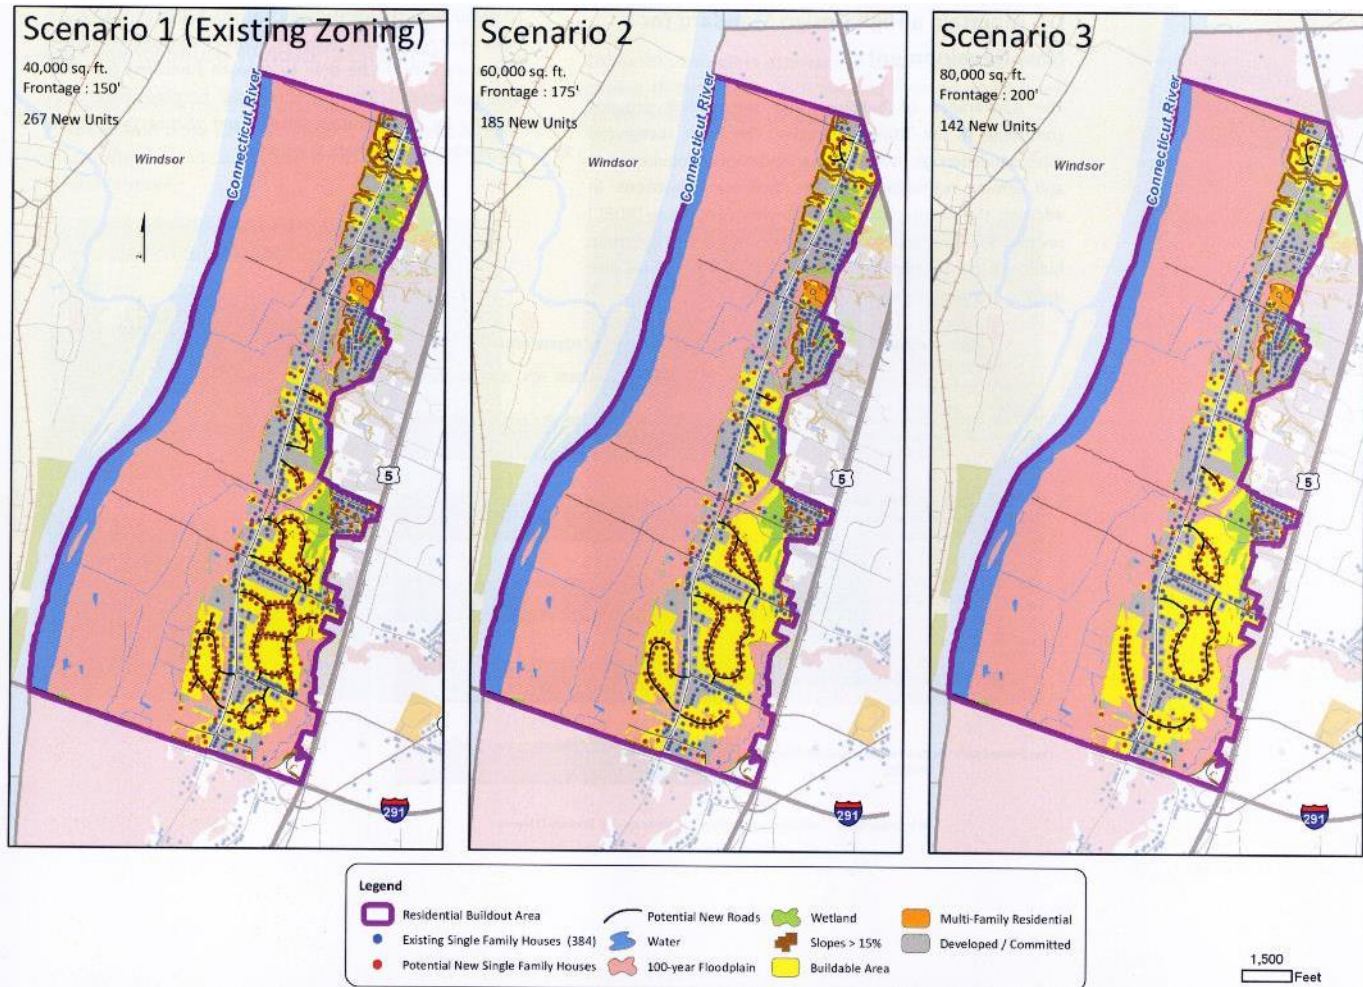 Scenario 1 (Existing Zoning)
40,000 sq. ft.
Frontage : 150'
267 New Units
Windsor
Connecticut River
5
291
Scenario 2
60,000 sq. ft.
Frontage : 175'
185 New Units
Windsor
Connecticut River
5
291
Scenario 3
80,000 sq. ft.
Frontage : 200'
142 New Units
Windsor
Connecticut River
5
291
Legend
Residential Buildout Area
Existing Single Family Houses (384)
Potential New Single Family Houses
Potential New Roads
Water
100-year Floodplain
Wetland
Slopes > 15%
Buildable Area
Multi-Family Residential
Developed / Committed
1,500
Feet